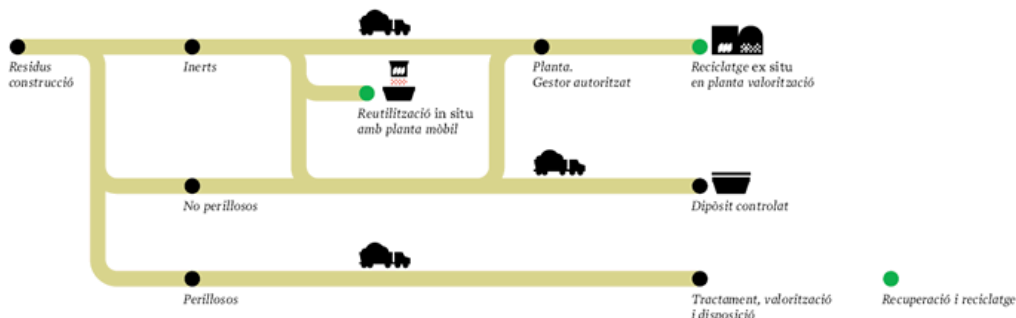 Residus
construcció
Inerts
Planta.
Gestor autoritzat
Reciclatge ex situ
en planta valorització
Reutilització in situ
amb planta mòbil
No perillosos
Dipòsit controlat
Perillosos
Tractament, valorització
i disposició
Recuperació i reciclatge